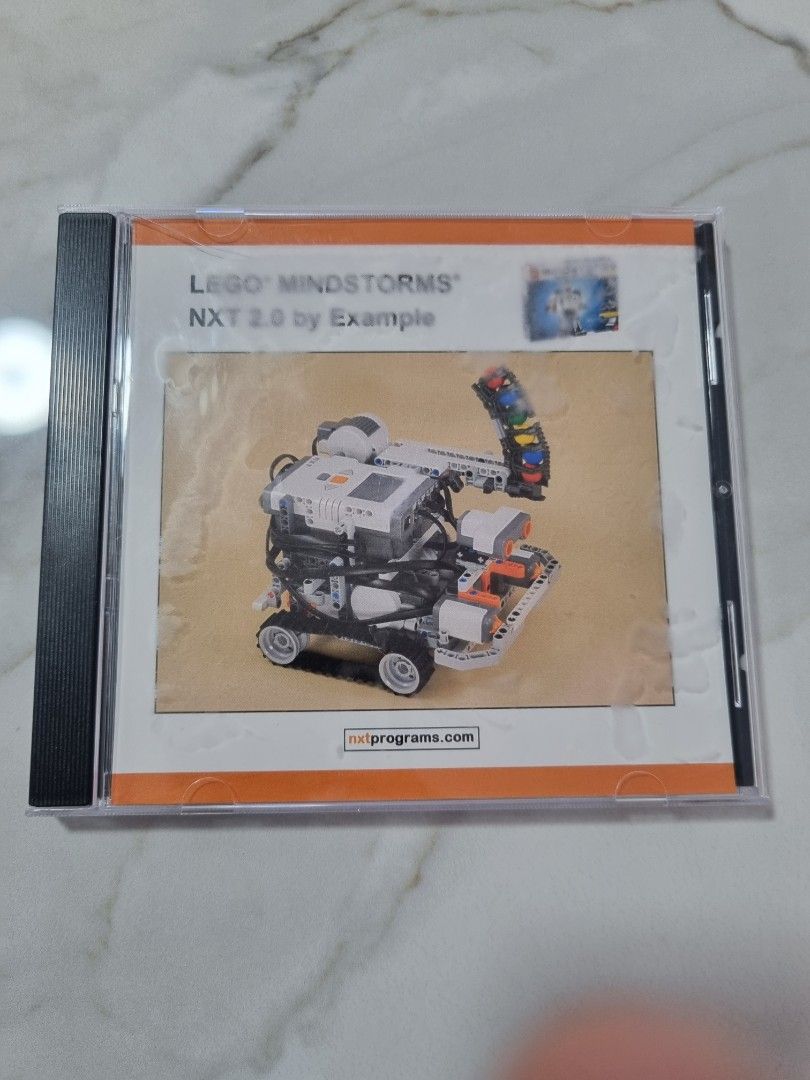 LEGO® MINDSTORMS®
NXT 2.0 by Example
nxtprograms.com